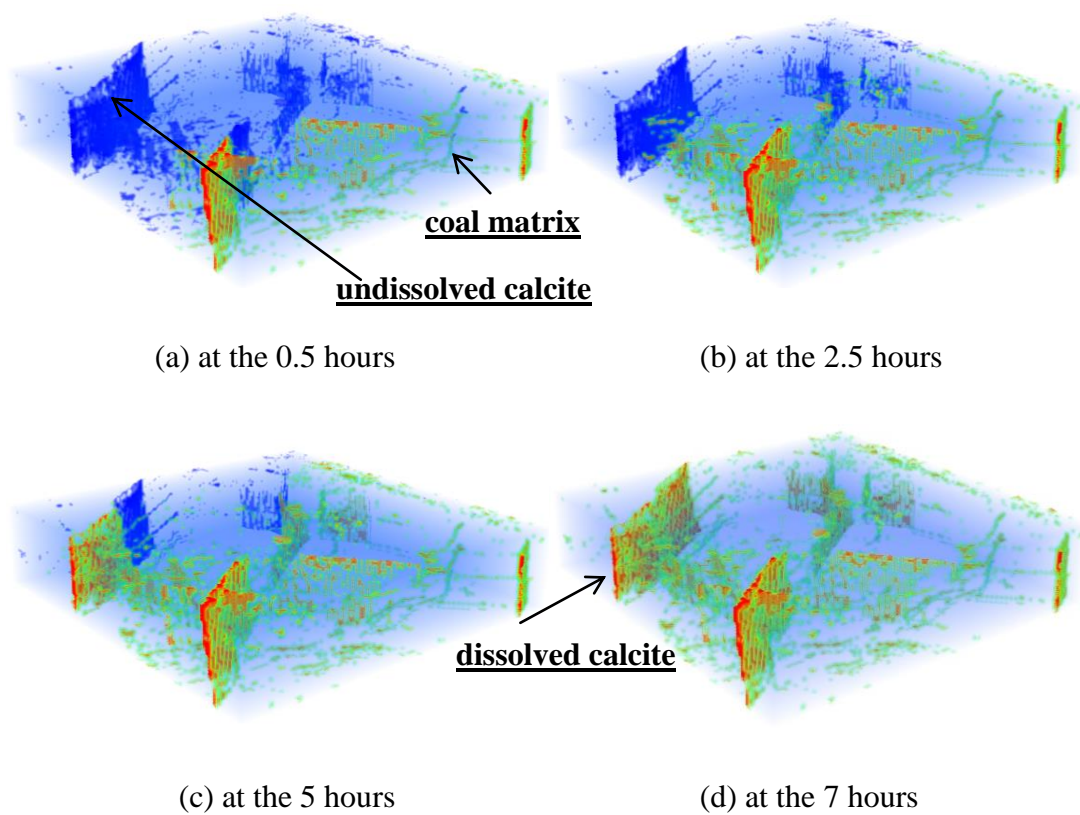 coal matrix
undissolved calcite
(a) at the 0.5 hours
(b) at the 2.5 hours
dissolved calcite
(c) at the 5 hours
(d) at the 7 hours